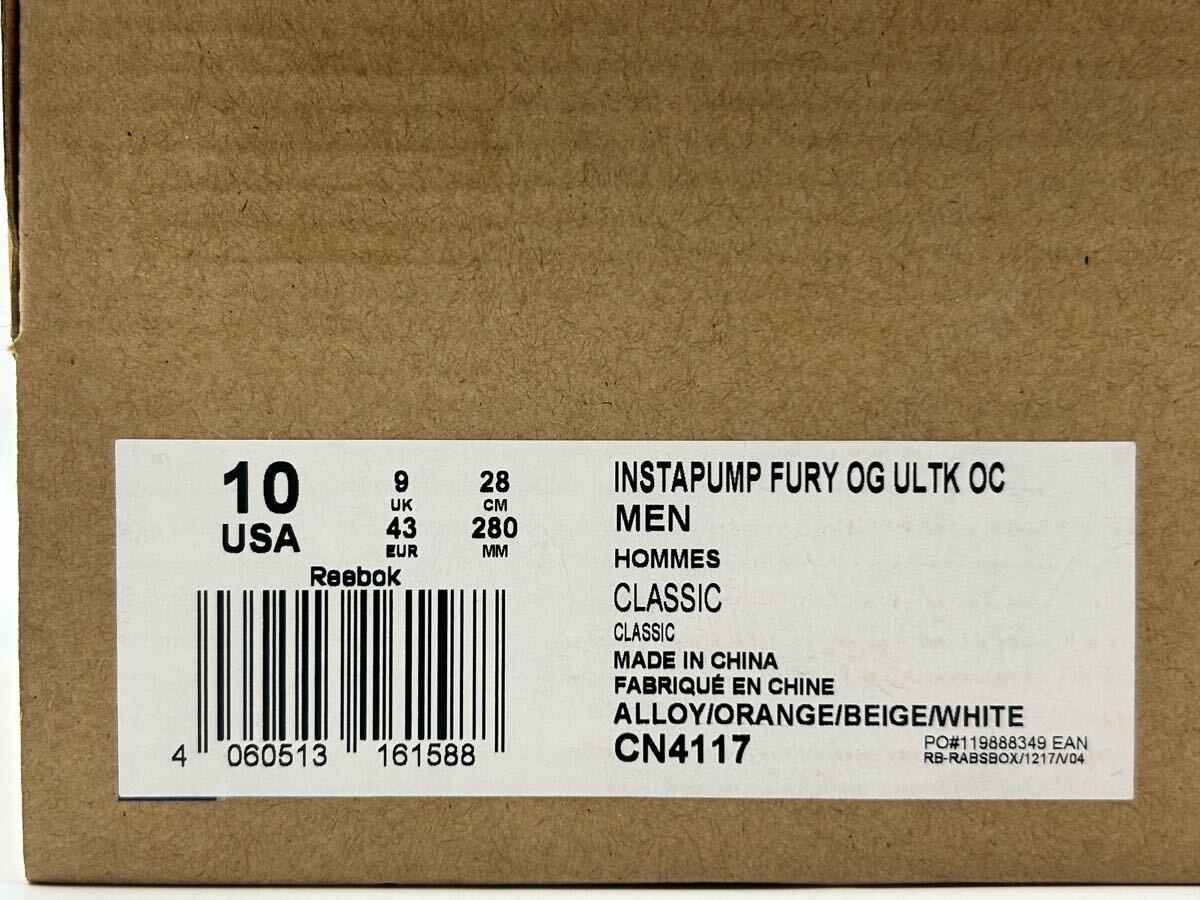 10
USA
9
UK
43
EUR
28
CM
280
MM
Reebok
4 060513 161588
INSTAPUMP FURY OG ULTK OC
MEN
HOMMES
CLASSIC
CLASSIC
MADE IN CHINA
FABRIQUÉ EN CHINE
ALLOY/ORANGE/BEIGE/WHITE
CN4117
PO#119888349 EAN
RB-RABSBOX/1217/V04